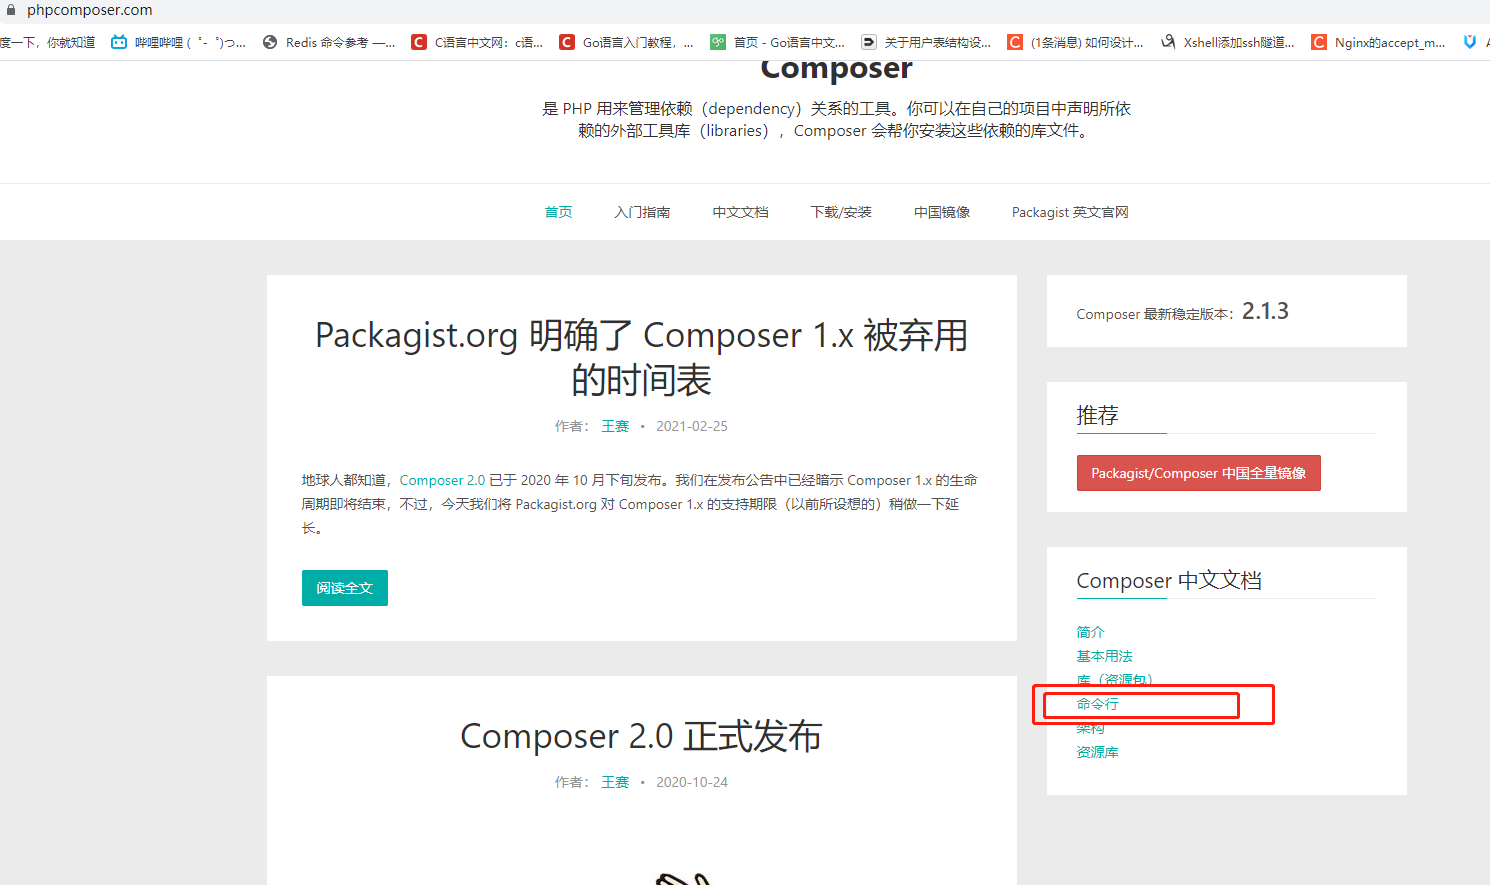 phpcomposer.com
度一下，你就知道 哔哩哔哩 ( ゜- ゜)つ... Redis 命令参考 —... C语言中文网：c语... Go语言入门教程，... 首页 - Go语言中文... 关于用户表结构设... (1条消息) 如何设计... Xshell添加ssh隧道... Nginx的accept_m...
Composer
是 PHP 用来管理依赖（dependency）关系的工具。你可以在自己的项目中声明所依
赖的外部工具库（libraries），Composer 会帮你安装这些依赖的库文件。
首页 入门指南 中文文档 下载/安装 中国镜像 Packagist 英文官网
Packagist.org 明确了 Composer 1.x 被弃用
的时间表
作者： 王赛 • 2021-02-25
地球人都知道，Composer 2.0 已于 2020 年 10 月下旬发布。我们在发布公告中已经暗示 Composer 1.x 的生命
周期即将结束，不过，今天我们将 Packagist.org 对 Composer 1.x 的支持期限（以前所设想的）稍做一下延
长。
阅读全文
Composer 2.0 正式发布
作者： 王赛 • 2020-10-24
Composer 最新稳定版本：2.1.3
推荐
Packagist/Composer 中国全量镜像
Composer 中文文档
简介
基本用法
库（资源包）
命令行
架构
资源库